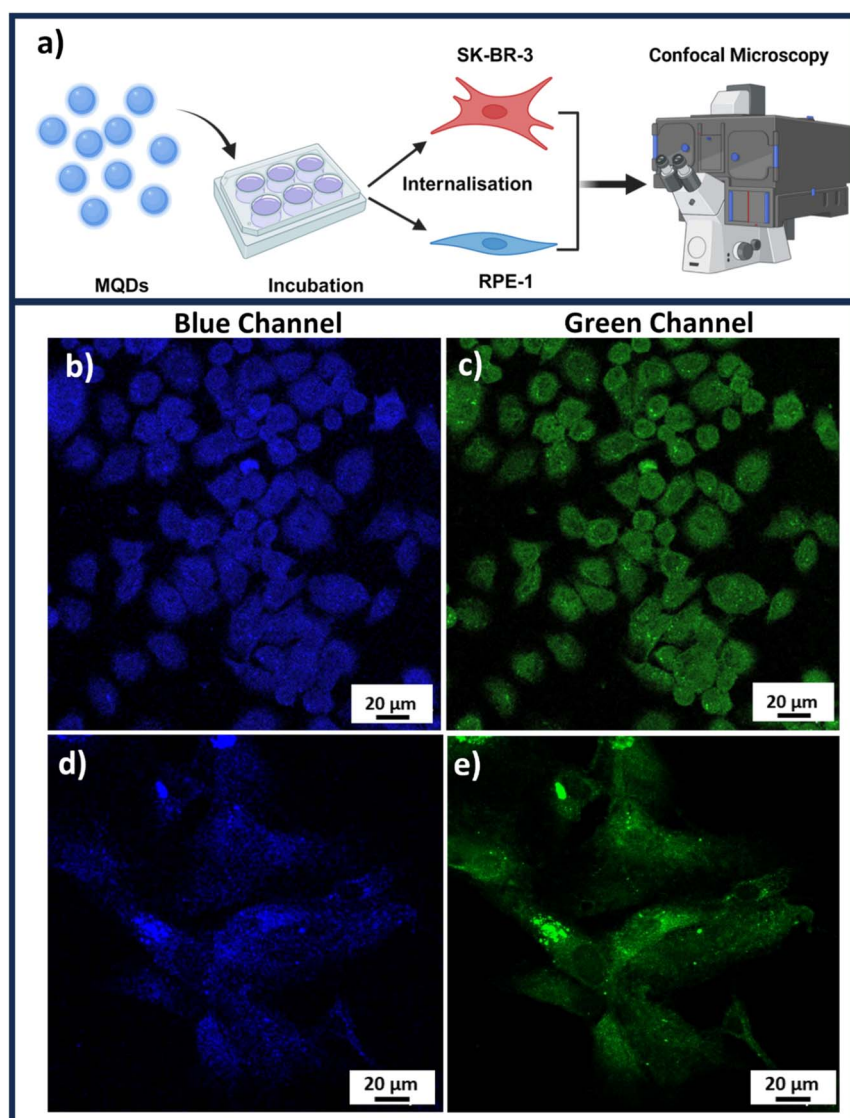 a)
SK-BR-3
Confocal Microscopy
Internalisation
MQDs
Incubation
RPE-1
Blue Channel
Green Channel
b)
c)
20 µm
20 µm
d)
e)
20 µm
20 µm